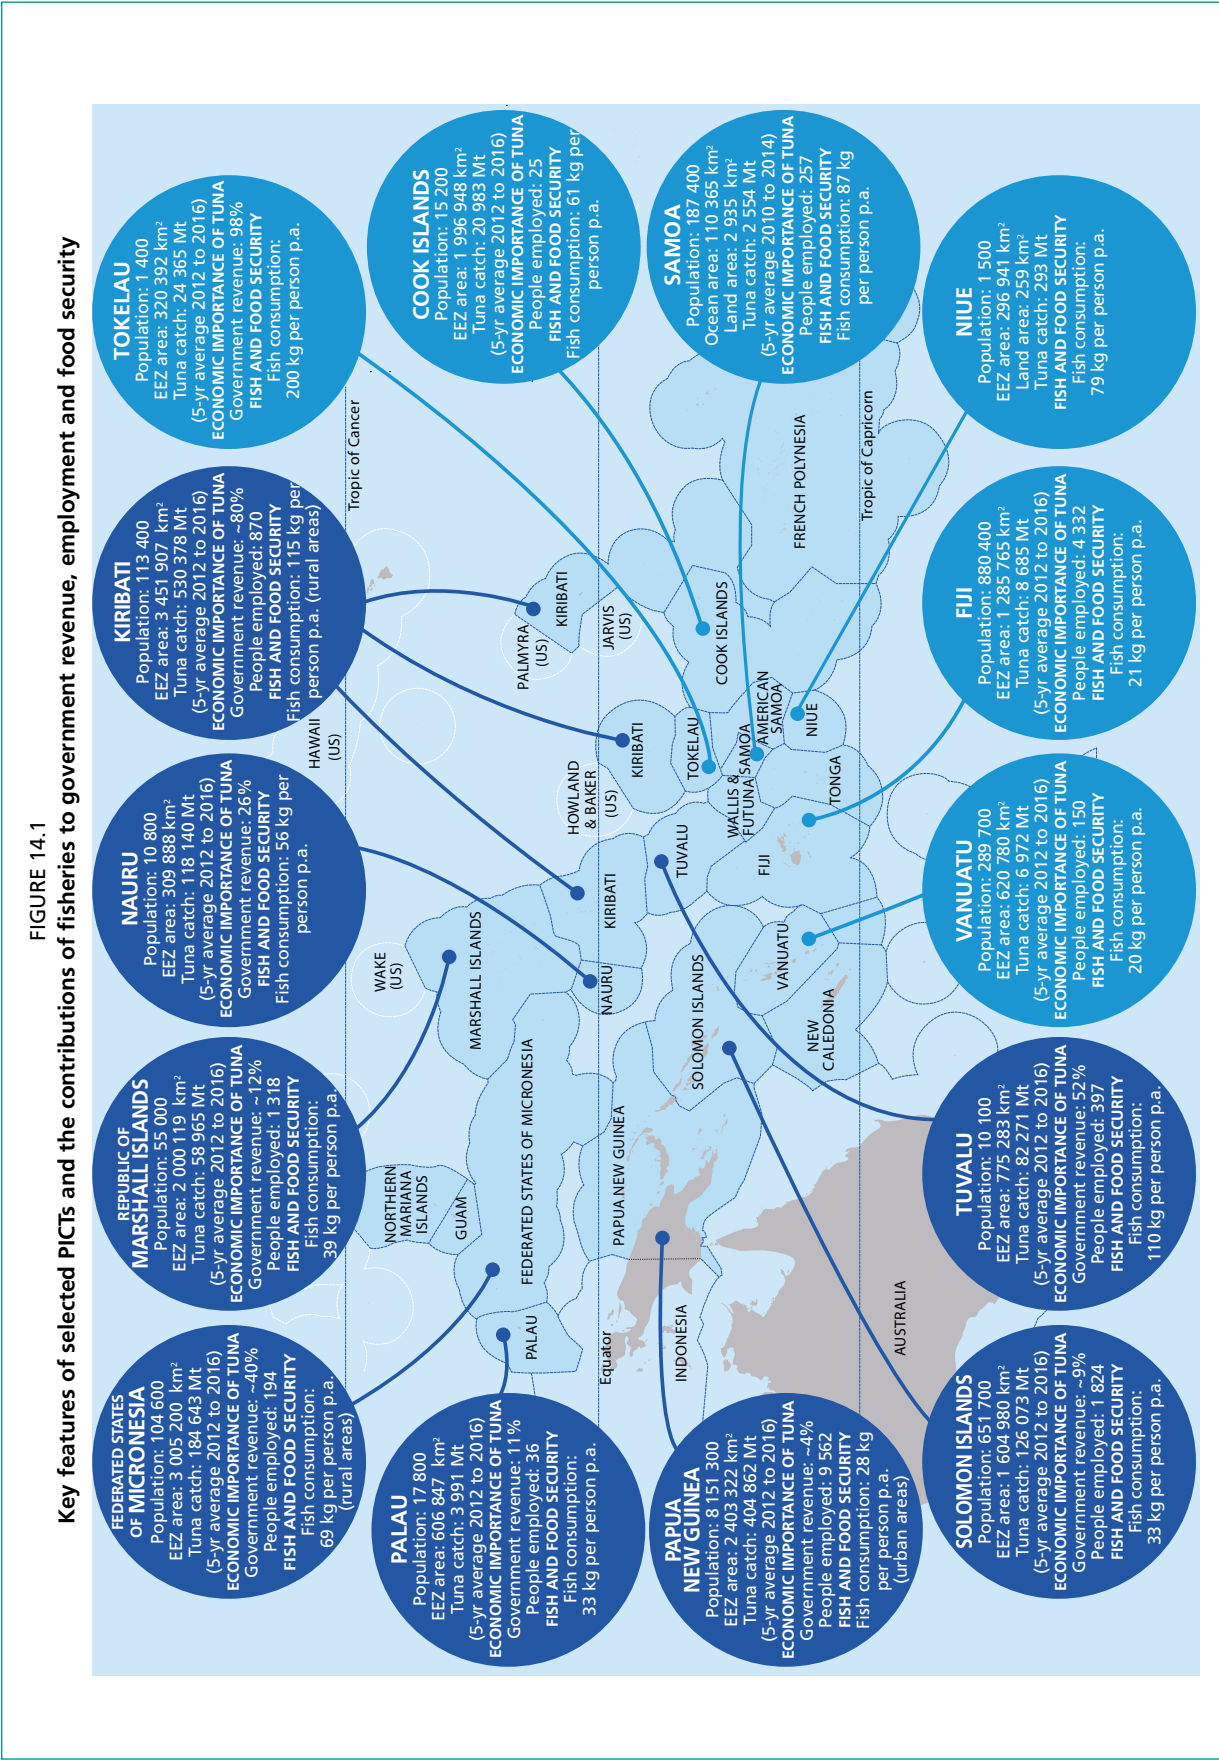 FIGURE 14.1
Key features of selected PICTs and the contributions of fisheries to government revenue, employment and food security
FEDERATED STATES
OF MICRONESIA
Population: 104 600
EEZ area: 3 005 200 km²
Tuna catch: 184 643 Mt
(5-yr average 2012 to 2016)
ECONOMIC IMPORTANCE OF TUNA
Government revenue: ~40%
People employed: 194
FISH AND FOOD SECURITY
Fish consumption:
69 kg per person p.a.
(rural areas)
REPUBLIC OF
MARSHALL ISLANDS
Population: 55 000
EEZ area: 2 000 119 km²
Tuna catch: 58 965 Mt
(5-yr average 2012 to 2016)
ECONOMIC IMPORTANCE OF TUNA
Government revenue: ~12%
People employed: 1 318
FISH AND FOOD SECURITY
Fish consumption:
39 kg per person p.a.
NAURU
Population: 10 800
EEZ area: 309 888 km²
Tuna catch: 118 140 Mt
(5-yr average 2012 to 2016)
ECONOMIC IMPORTANCE OF TUNA
Government revenue: 26%
FISH AND FOOD SECURITY
Fish consumption: 56 kg per
person p.a.
KIRIBATI
Population: 113 400
EEZ area: 3 451 907 km²
Tuna catch: 530 378 Mt
(5-yr average 2012 to 2016)
ECONOMIC IMPORTANCE OF TUNA
Government revenue: ~80%
People employed: 870
FISH AND FOOD SECURITY
Fish consumption: 115 kg per
person p.a. (rural areas)
TOKELAU
Population: 1 400
EEZ area: 320 392 km²
Tuna catch: 24 365 Mt
(5-yr average 2012 to 2016)
ECONOMIC IMPORTANCE OF TUNA
Government revenue: 98%
FISH AND FOOD SECURITY
Fish consumption:
200 kg per person p.a.
PALAU
Population: 17 800
EEZ area: 606 847 km²
Tuna catch: 3 991 Mt
(5-yr average 2012 to 2016)
ECONOMIC IMPORTANCE OF TUNA
Government revenue: 11%
People employed: 36
FISH AND FOOD SECURITY
Fish consumption:
33 kg per person p.a.
COOK ISLANDS
Population: 15 200
EEZ area: 1 996 948 km²
Tuna catch: 20 983 Mt
(5-yr average 2012 to 2016)
ECONOMIC IMPORTANCE OF TUNA
People employed: 25
FISH AND FOOD SECURITY
Fish consumption: 61 kg per
person p.a.
PAPUA
NEW GUINEA
Population: 8 151 300
EEZ area: 2 403 322 km²
Tuna catch: 404 862 Mt
(5-yr average 2012 to 2016)
ECONOMIC IMPORTANCE OF TUNA
Government revenue: ~4%
People employed: 9 562
FISH AND FOOD SECURITY
Fish consumption: 28 kg
per person p.a.
(urban areas)
SAMOA
Population: 187 400
Ocean area: 110 365 km²
Land area: 2 935 km²
Tuna catch: 2 554 Mt
(5-yr average 2010 to 2014)
ECONOMIC IMPORTANCE OF TUNA
People employed: 257
FISH AND FOOD SECURITY
Fish consumption: 87 kg
per person p.a.
SOLOMON ISLANDS
Population: 651 700
EEZ area: 1 604 980 km²
Tuna catch: 126 073 Mt
(5-yr average 2012 to 2016)
ECONOMIC IMPORTANCE OF TUNA
Government revenue: ~9%
People employed: 1 824
FISH AND FOOD SECURITY
Fish consumption:
33 kg per person p.a.
TUVALU
Population: 10 100
EEZ area: 775 283 km²
Tuna catch: 82 271 Mt
(5-yr average 2012 to 2016)
ECONOMIC IMPORTANCE OF TUNA
Government revenue: 52%
People employed: 397
FISH AND FOOD SECURITY
Fish consumption:
110 kg per person p.a.
VANUATU
Population: 289 700
EEZ area: 620 780 km²
Tuna catch: 6 972 Mt
(5-yr average 2012 to 2016)
ECONOMIC IMPORTANCE OF TUNA
People employed: 150
FISH AND FOOD SECURITY
Fish consumption:
20 kg per person p.a.
FIJI
Population: 880 400
EEZ area: 1 285 765 km²
Tuna catch: 8 685 Mt
(5-yr average 2012 to 2016)
ECONOMIC IMPORTANCE OF TUNA
People employed: 4 332
FISH AND FOOD SECURITY
Fish consumption:
21 kg per person p.a.
NIUE
Population: 1 500
EEZ area: 296 941 km²
Land area: 259 km²
Tuna catch: 293 Mt
FISH AND FOOD SECURITY
Fish consumption:
79 kg per person p.a.
HAWAII
(US)
Tropic of Cancer
WAKE
(US)
NORTHERN
MARIANA
ISLANDS
GUAM
MARSHALL ISLANDS
PALAU
FEDERATED STATES OF MICRONESIA
PALMYRA
(US)
KIRIBATI
JARVIS
(US)
HOWLAND
& BAKER
(US)
Equator
NAURU
KIRIBATI
KIRIBATI
INDONESIA
PAPUA NEW GUINEA
SOLOMON ISLANDS
TUVALU
TOKELAU
COOK ISLANDS
WALLIS &
FUTUNA
SAMOA
AMERICAN
SAMOA
VANUATU
FIJI
TONGA
NIUE
FRENCH POLYNESIA
NEW
CALEDONIA
AUSTRALIA
Tropic of Capricorn